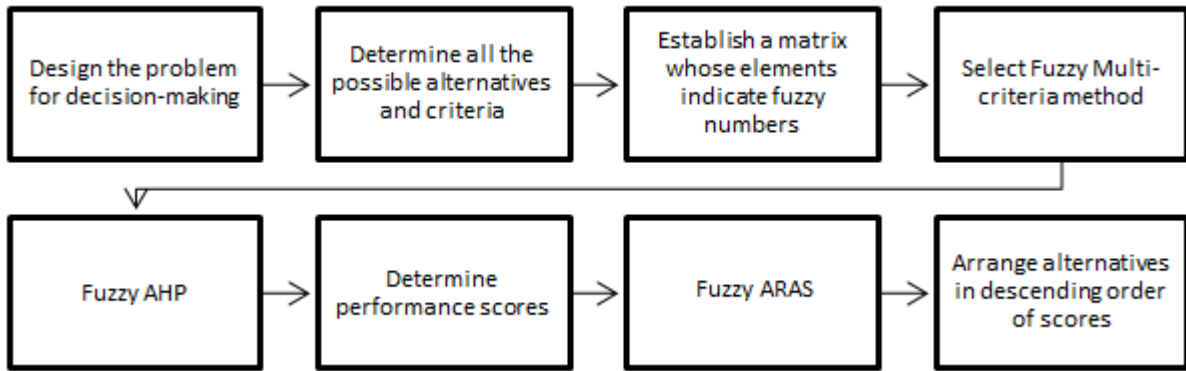 Design the problem
for decision-making
Determine all the
possible alternatives
and criteria
Establish a matrix
whose elements
indicate fuzzy
numbers
Select Fuzzy Multi-
criteria method
Fuzzy AHP
Determine
performance scores
Fuzzy ARAS
Arrange alternatives
in descending order
of scores